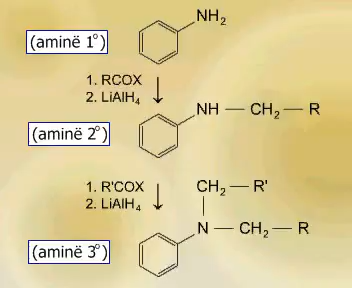 NH₂
(aminë 1°)
1. RCOX
2. LiAlH₄
NH — CH₂ — R
(aminë 2°)
1. R'COX
2. LiAlH₄
CH₂ — R'
N — CH₂ — R
(aminë 3°)